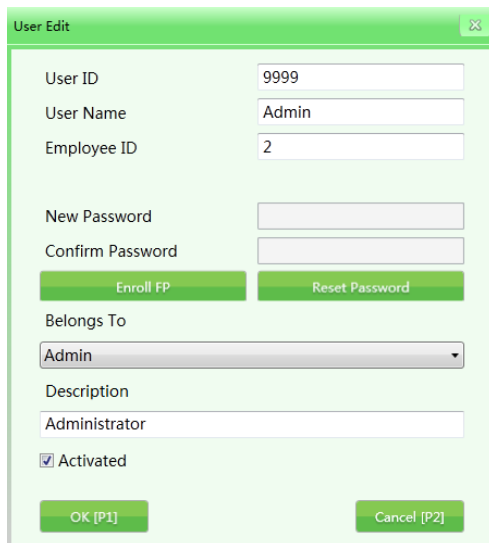 User Edit
User ID 9999
User Name Admin
Employee ID 2
New Password
Confirm Password
Enroll FP Reset Password
Belongs To
Admin
Description
Administrator
Activated
OK [P1] Cancel [P2]